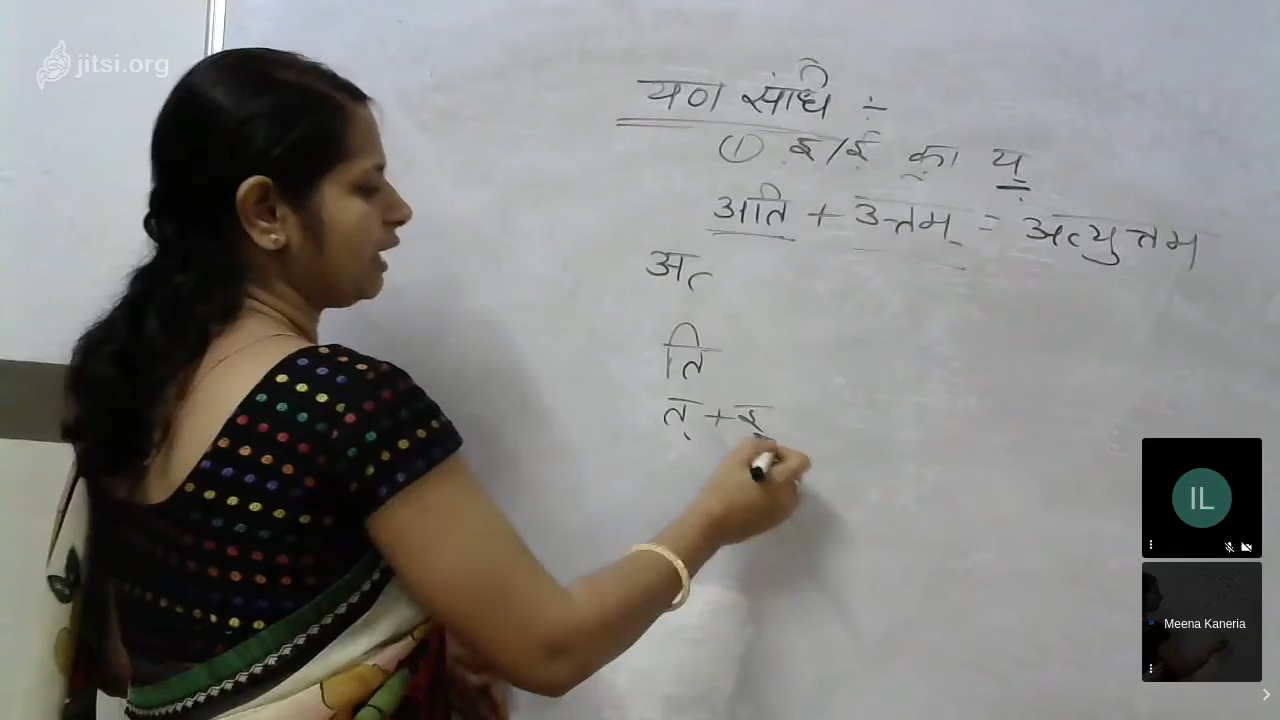 jitsi.org
यण संधि ÷
① इ/ई का य्
अति + उत्तम = अत्युत्तम
अत्
ति
त् + इ
IL
Meena Kaneria